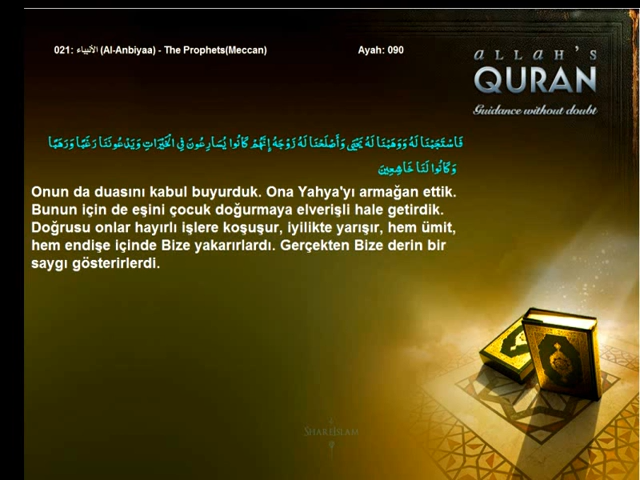 021: الأنبياء (Al-Anbiyaa) - The Prophets(Meccan) Ayah: 090
ALLAH'S
QURAN
Guidance without doubt
فَاسْتَجَبْنَا لَهُ وَوَهَبْنَا لَهُ يَحْيَى وَأَصْلَحْنَا لَهُ زَوْجَهُ إِنَّهُمْ كَانُوا يُسَارِعُونَ فِي الْخَيْرَاتِ وَيَدْعُونَنَا رَغَبًا وَرَهَبًا
وَكَانُوا لَنَا خَاشِعِينَ
Onun da duasını kabul buyurduk. Ona Yahya'yı armağan ettik.
Bunun için de eşini çocuk doğurmaya elverişli hale getirdik.
Doğrusu onlar hayırlı işlere koşuşur, iyilikte yarışır, hem ümit,
hem endişe içinde Bize yakarırlardı. Gerçekten Bize derin bir
saygı gösterirlerdi.
SHAREISLAM